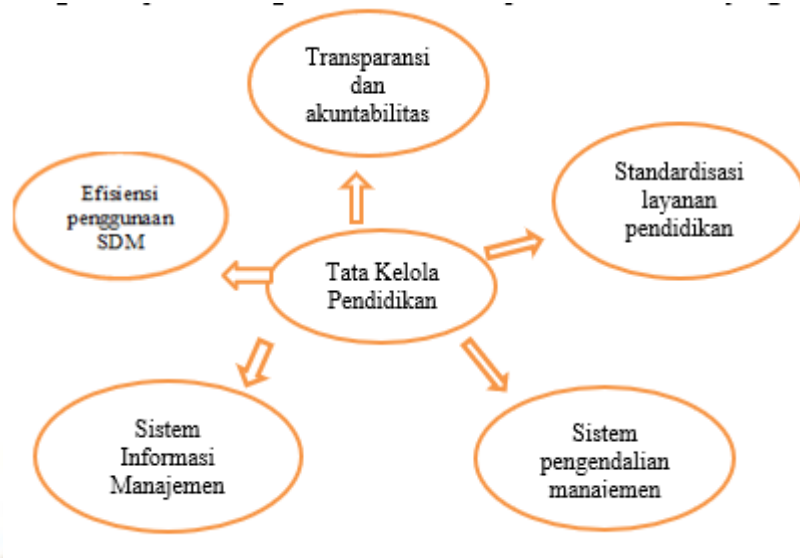 Transparansi
dan
akuntabilitas
Standardisasi
layanan
pendidikan
Efisiensi
penggunaan
SDM
Tata Kelola
Pendidikan
Sistem
Informasi
Manajemen
Sistem
pengendalian
manajemen